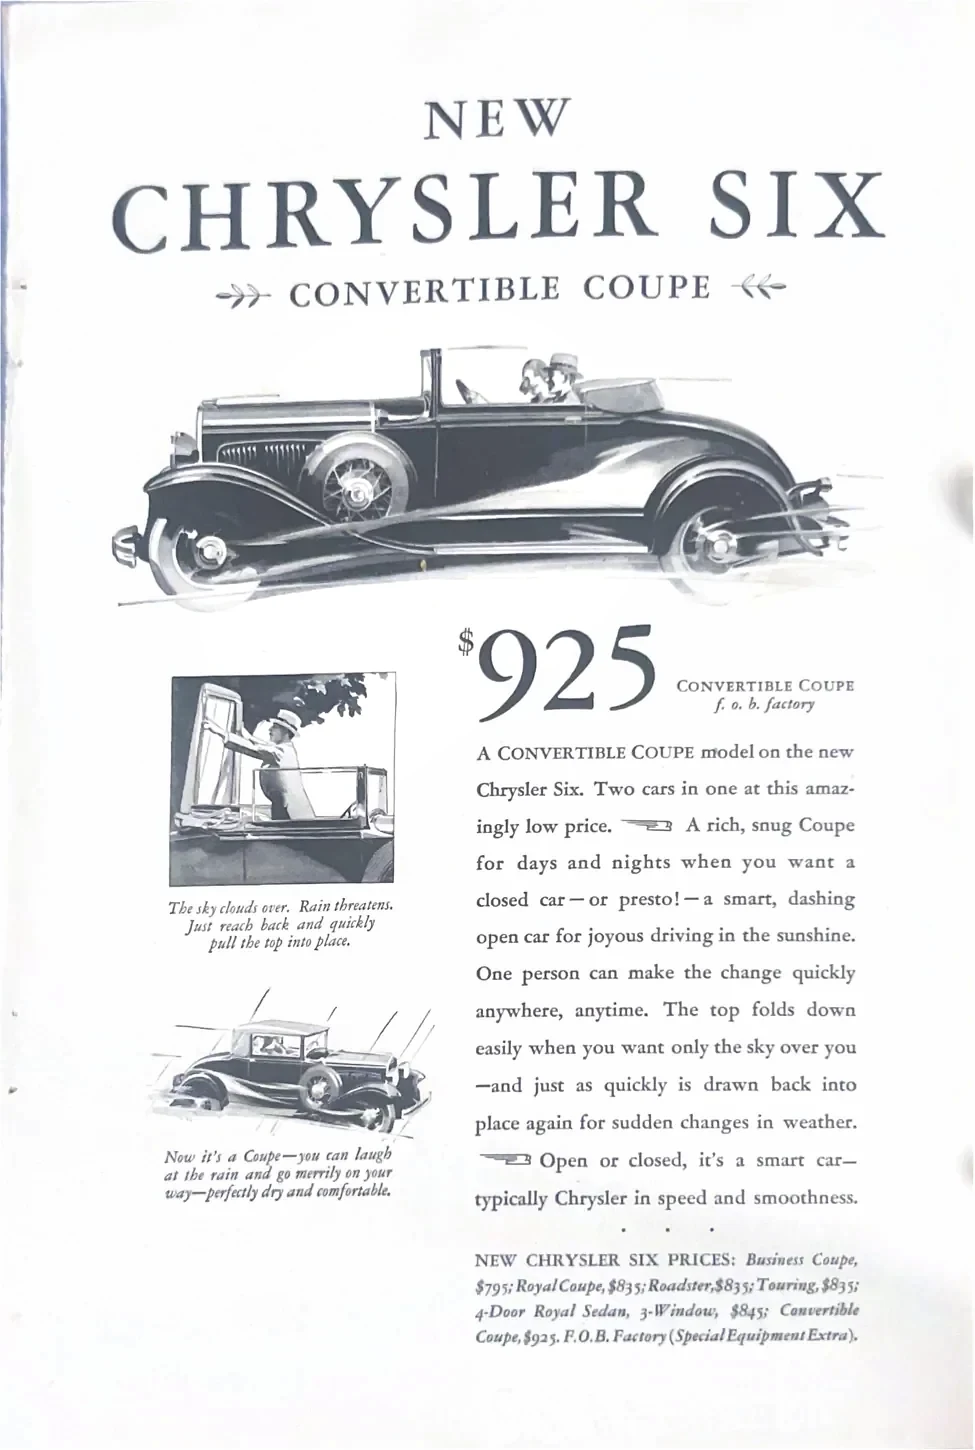 NEW
CHRYSLER SIX
CONVERTIBLE COUPE
$925
CONVERTIBLE COUPE
f. o. b. factory
A CONVERTIBLE COUPE model on the new
Chrysler Six. Two cars in one at this amaz-
ingly low price. A rich, snug Coupe
for days and nights when you want a
closed car — or presto! — a smart, dashing
open car for joyous driving in the sunshine.
One person can make the change quickly
anywhere, anytime. The top folds down
easily when you want only the sky over you
—and just as quickly is drawn back into
place again for sudden changes in weather.
Open or closed, it's a smart car—
typically Chrysler in speed and smoothness.
. . .
NEW CHRYSLER SIX PRICES: Business Coupe,
$795; Royal Coupe, $835; Roadster, $835; Touring, $835;
4-Door Royal Sedan, 3-Window, $845; Convertible
Coupe, $925. F.O.B. Factory (Special Equipment Extra).
The sky clouds over. Rain threatens.
Just reach back and quickly
pull the top into place.
Now it's a Coupe—you can laugh
at the rain and go merrily on your
way—perfectly dry and comfortable.